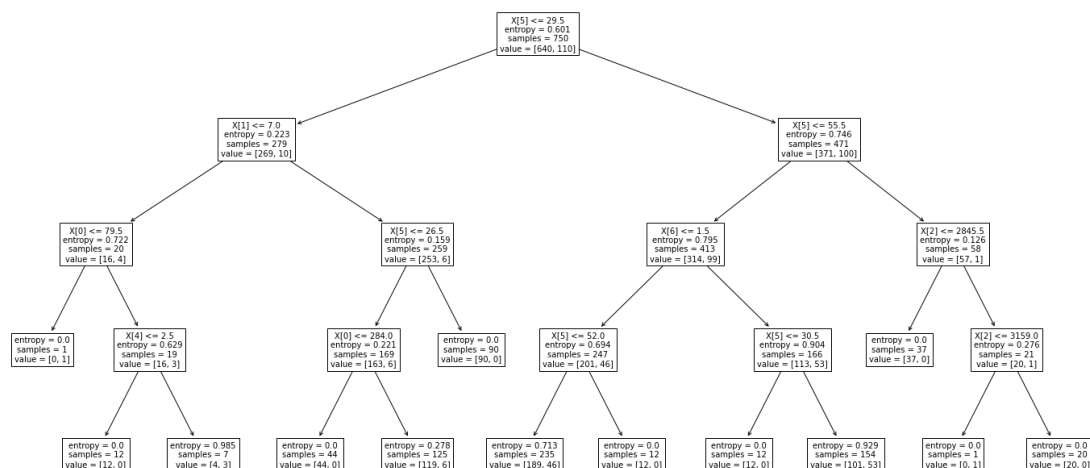 X[5] <= 29.5
entropy = 0.601
samples = 750
value = [640, 110]
X[1] <= 7.0
entropy = 0.223
samples = 279
value = [269, 10]
X[5] <= 55.5
entropy = 0.746
samples = 471
value = [371, 100]
X[0] <= 79.5
entropy = 0.722
samples = 20
value = [16, 4]
X[5] <= 26.5
entropy = 0.159
samples = 259
value = [253, 6]
X[6] <= 1.5
entropy = 0.795
samples = 413
value = [314, 99]
X[2] <= 2845.5
entropy = 0.126
samples = 58
value = [57, 1]
entropy = 0.0
samples = 1
value = [0, 1]
X[4] <= 2.5
entropy = 0.629
samples = 19
value = [16, 3]
X[0] <= 284.0
entropy = 0.221
samples = 169
value = [163, 6]
entropy = 0.0
samples = 90
value = [90, 0]
X[5] <= 52.0
entropy = 0.694
samples = 247
value = [201, 46]
X[5] <= 30.5
entropy = 0.904
samples = 166
value = [113, 53]
entropy = 0.0
samples = 37
value = [37, 0]
X[2] <= 3159.0
entropy = 0.276
samples = 21
value = [20, 1]
entropy = 0.0
samples = 12
value = [12, 0]
entropy = 0.985
samples = 7
value = [4, 3]
entropy = 0.0
samples = 44
value = [44, 0]
entropy = 0.278
samples = 125
value = [119, 6]
entropy = 0.713
samples = 235
value = [189, 46]
entropy = 0.0
samples = 12
value = [12, 0]
entropy = 0.0
samples = 12
value = [12, 0]
entropy = 0.929
samples = 154
value = [101, 53]
entropy = 0.0
samples = 1
value = [0, 1]
entropy = 0.0
samples = 20
value = [20, 0]